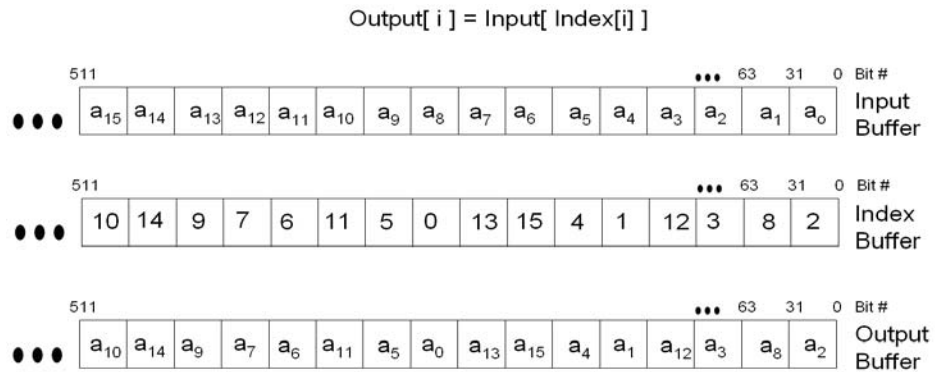 Output[ i ] = Input[ Index[i] ]
511 ••• 63 31 0 Bit #
••• a₁₅ a₁₄ a₁₃ a₁₂ a₁₁ a₁₀ a₉ a₈ a₇ a₆ a₅ a₄ a₃ a₂ a₁ aₒ Input
Buffer
511 ••• 63 31 0 Bit #
••• 10 14 9 7 6 11 5 0 13 15 4 1 12 3 8 2 Index
Buffer
511 ••• 63 31 0 Bit #
••• a₁₀ a₁₄ a₉ a₇ a₆ a₁₁ a₅ a₀ a₁₃ a₁₅ a₄ a₁ a₁₂ a₃ a₈ a₂ Output
Buffer